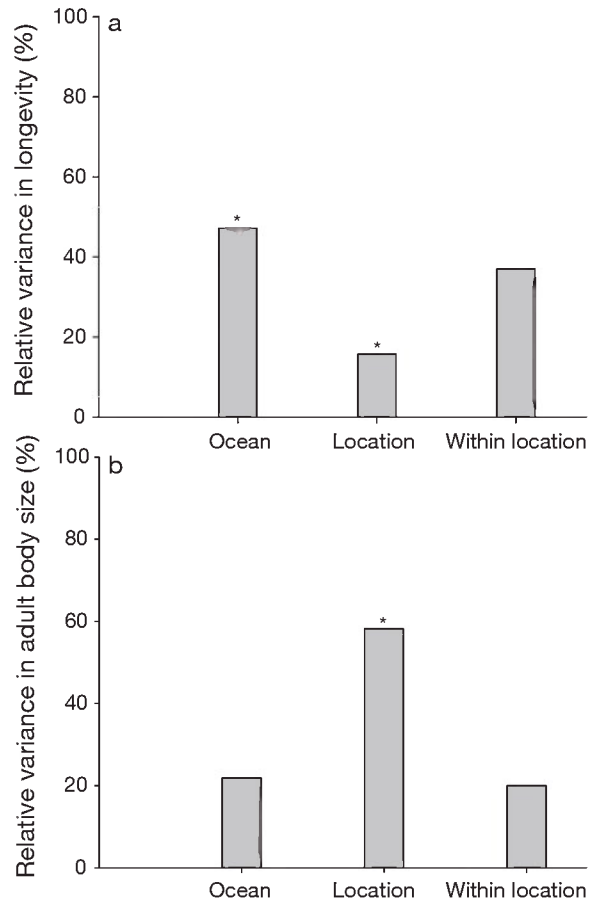 a
Relative variance in longevity (%)
100
80
60
40
20
0
*
*
Ocean
Location
Within location
b
Relative variance in adult body size (%)
100
80
60
40
20
0
*
Ocean
Location
Within location